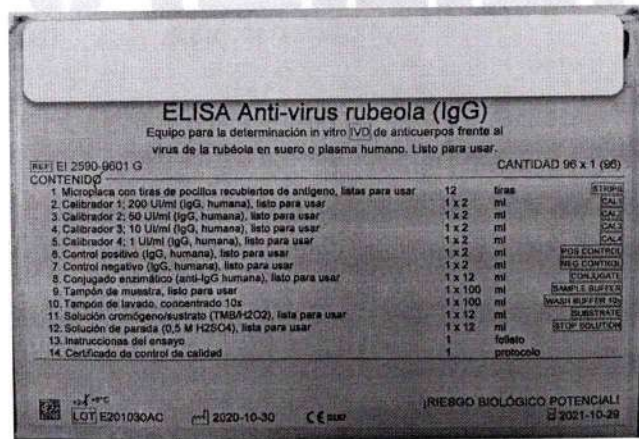 ELISA Anti-virus rubeola (IgG)
Equipo para la determinación in vitro IVD de anticuerpos frente al
virus de la rubéola en suero o plasma humano. Listo para usar.
REF EI 2590-9601 G CANTIDAD 96 x 1 (96)
CONTENIDO
1. Microplaca con tiras de pocillos recubiertos de antígeno, listas para usar 12 tiras STRIPS
2. Calibrador 1; 200 UI/ml (IgG, humana), listo para usar 1 x 2 ml CAL1
3. Calibrador 2; 50 UI/ml (IgG, humana), listo para usar 1 x 2 ml CAL2
4. Calibrador 3; 10 UI/ml (IgG, humana), listo para usar 1 x 2 ml CAL3
5. Calibrador 4; 1 UI/ml (IgG, humana), listo para usar 1 x 2 ml CAL4
6. Control positivo (IgG, humana), listo para usar 1 x 2 ml POS CONTROL
7. Control negativo (IgG, humana), listo para usar 1 x 2 ml NEG CONTROL
8. Conjugado enzimático (anti-IgG humana), listo para usar 1 x 12 ml CONJUGATE
9. Tampón de muestra, listo para usar 1 x 100 ml SAMPLE BUFFER
10. Tampón de lavado, concentrado 10x 1 x 100 ml WASH BUFFER 10x
11. Solución cromógeno/sustrato (TMB/H2O2), lista para usar 1 x 12 ml SUBSTRATE
12. Solución de parada (0,5 M H2SO4), lista para usar 1 x 12 ml STOP SOLUTION
13. Instrucciones del ensayo 1 folleto
14. Certificado de control de calidad 1 protocolo
+2 +8°C ¡RIESGO BIOLÓGICO POTENCIAL!
LOT E201030AC 2020-10-30 CE 2021-10-29